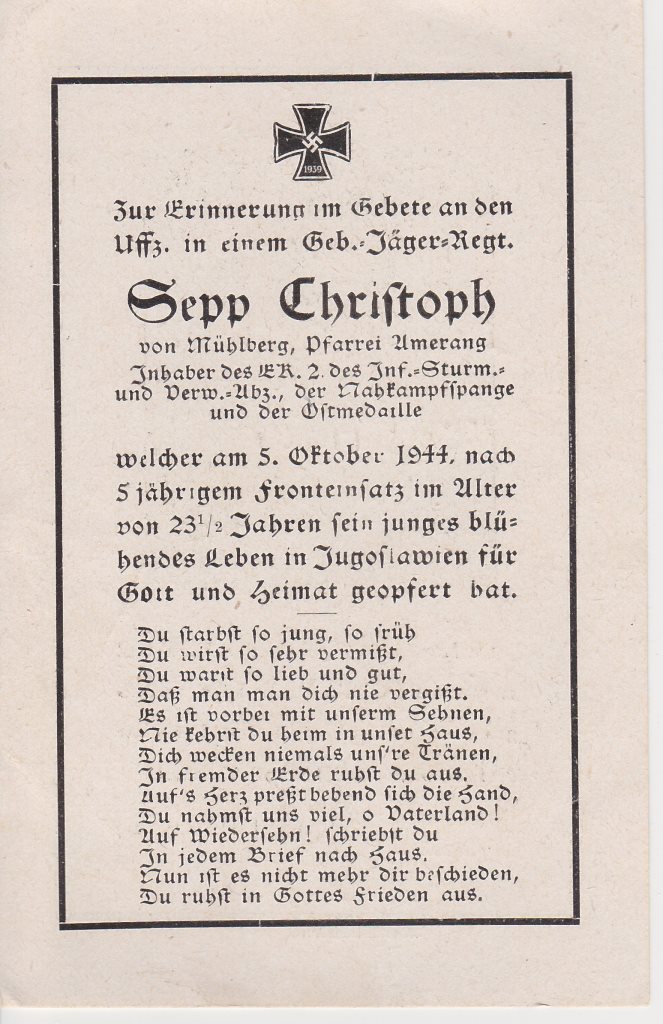 1939
Zur Erinnerung im Gebete an den
Uffz. in einem Geb.-Jäger-Regt.
Sepp Christoph
von Mühlberg, Pfarrei Amerang
Inhaber des EK. 2. des Inf.-Sturm.-
und Verw.-Abz., der Nahkampfspange
und der Ostmedaille
welcher am 5. Oktober 1944, nach
5 jährigem Fronteinsatz im Alter
von 23 1/2 Jahren sein junges blü-
hendes Leben in Jugoslawien für
Gott und Heimat geopfert hat.
Du starbst so jung, so früh
Du wirst so sehr vermißt,
Du warst so lieb und gut,
Daß man man dich nie vergißt.
Es ist vorbei mit unserm Sehnen,
Nie kehrst du heim in unset Haus,
Dich wecken niemals uns're Tränen,
In fremder Erde ruhst du aus.
Auf's Herz preßt bebend sich die Hand,
Du nahmst uns viel, o Vaterland!
Auf Wiedersehn! schriebst du
In jedem Brief nach Haus.
Nun ist es nicht mehr dir beschieden,
Du ruhst in Gottes Frieden aus.